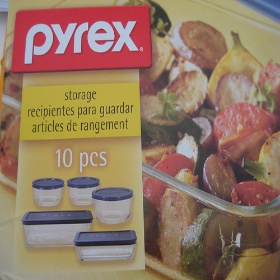 pyrex®
storage
recipientes para guardar
articles de rangement
10 pcs